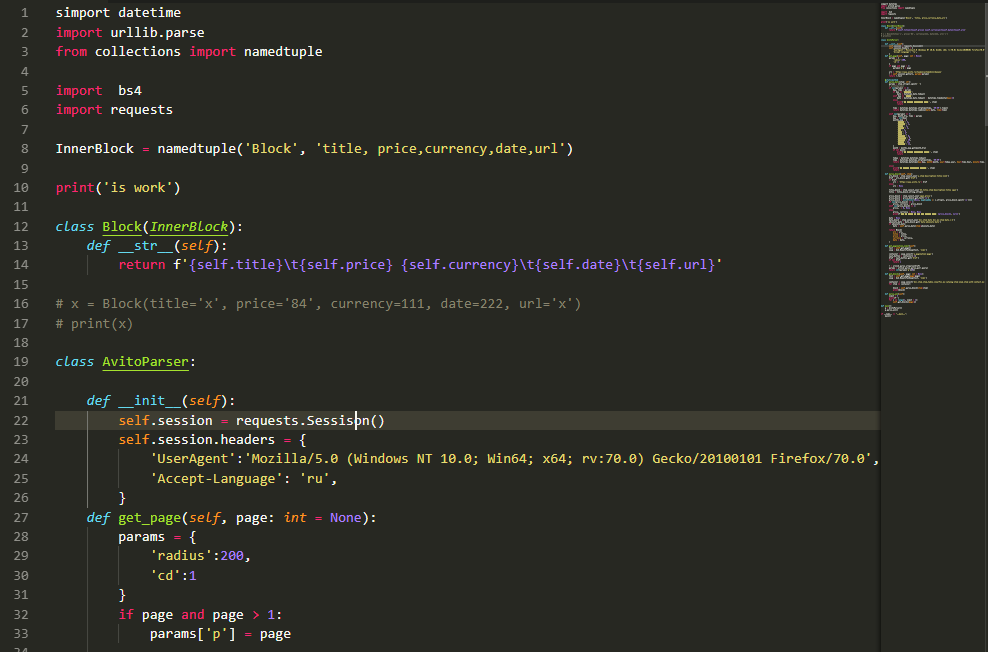 1 simport datetime
2 import urllib.parse
3 from collections import namedtuple
4
5 import  bs4
6 import requests
7
8 InnerBlock = namedtuple('Block', 'title, price,currency,date,url')
9
10 print('is work')
11
12 class Block(InnerBlock):
13     def __str__(self):
14         return f'{self.title}\t{self.price} {self.currency}\t{self.date}\t{self.url}'
15
16 # x = Block(title='x', price='84', currency=111, date=222, url='x')
17 # print(x)
18
19 class AvitoParser:
20
21     def __init__(self):
22         self.session = requests.Sessison()
23         self.session.headers = {
24             'UserAgent':'Mozilla/5.0 (Windows NT 10.0; Win64; x64; rv:70.0) Gecko/20100101 Firefox/70.0',
25             'Accept-Language': 'ru',
26         }
27     def get_page(self, page: int = None):
28         params = {
29             'radius':200,
30             'cd':1
31         }
32         if page and page > 1:
33             params['p'] = page